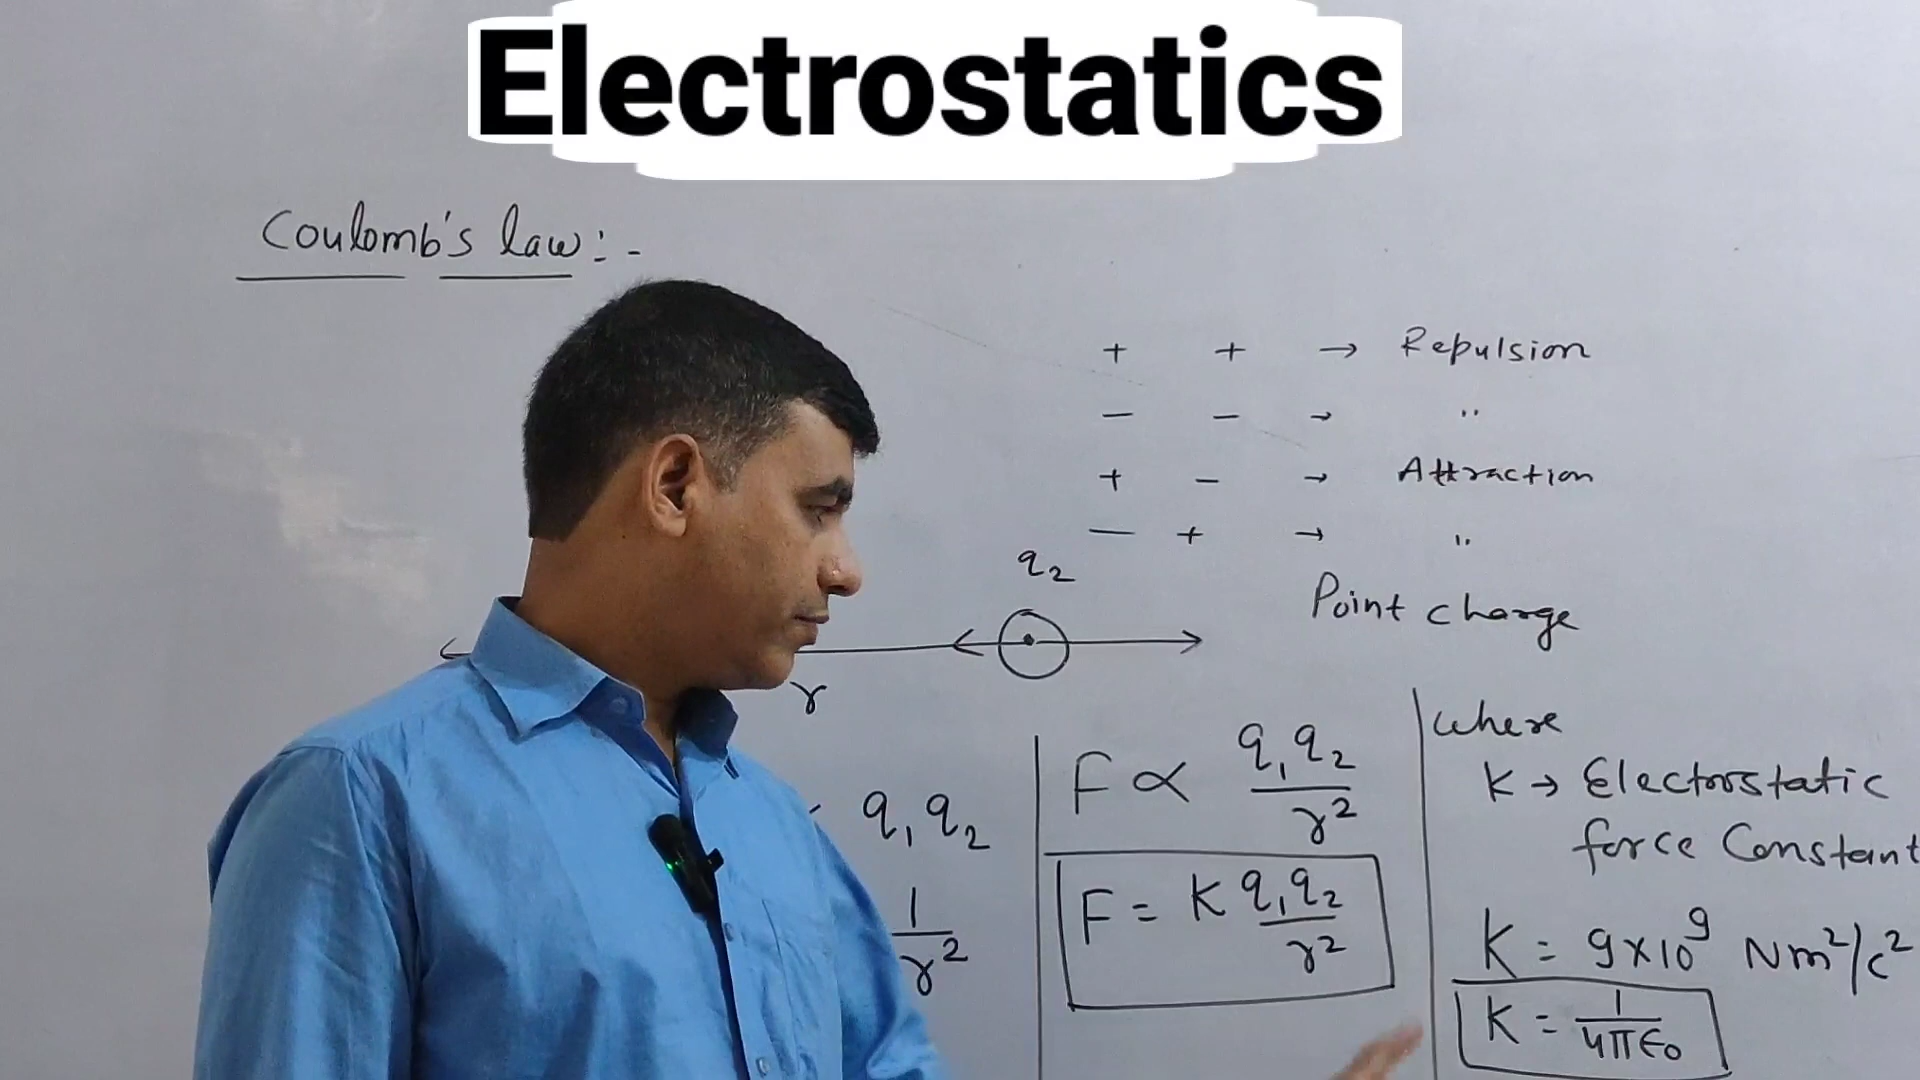 Electrostatics
Coulomb's law:-
+ + → Repulsion
- - → "
+ - → Attraction
- + → "
q₂
Point charge
r
q₁q₂
1/r²
F ∝ q₁q₂/r²
F = K q₁q₂/r²
where
K → Electrostatic
force Constant
K = 9×10⁹ Nm²/c²
K = 1/4πϵ₀